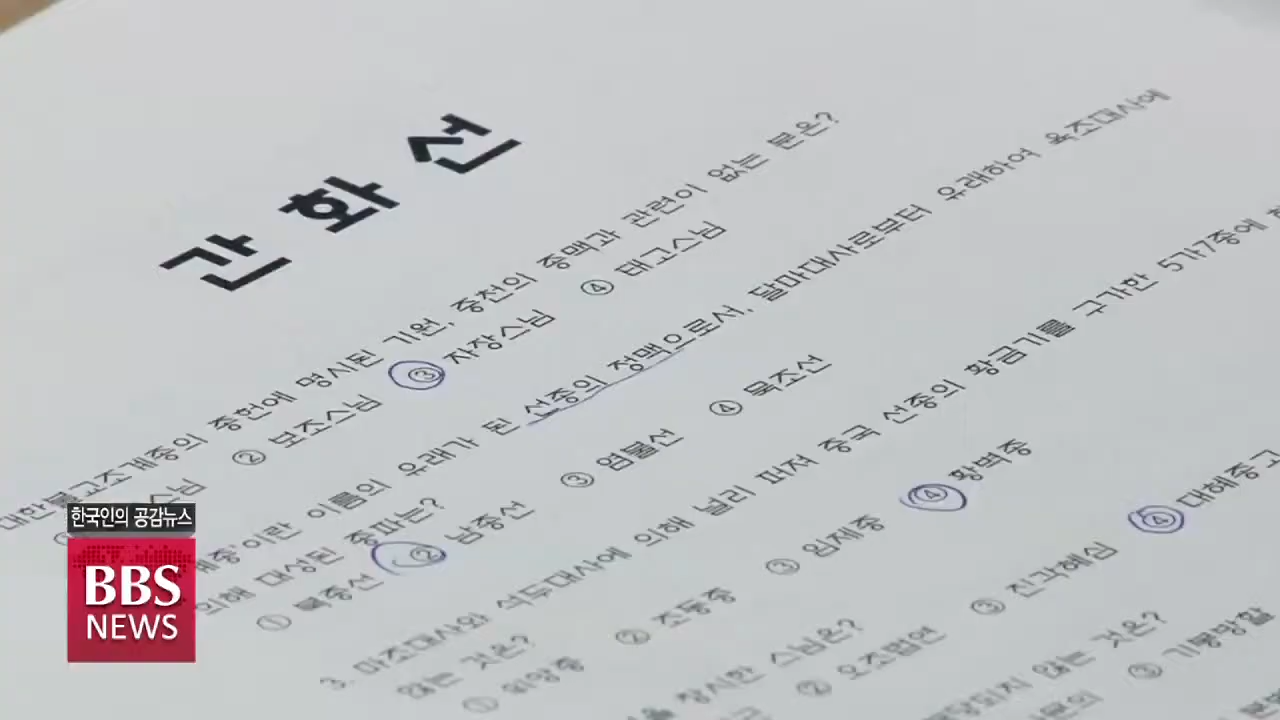 간화선
대한불교조계종의 종헌에 명시된 기원, 중천의 종맥과 관련이 없는 분은?
스님 ② 보조스님 ③ 자장스님 ④ 태고스님
계종'이란 이름의 유래가 된 선종의 정맥으로서, 달마대사로부터 유래하여 육조대사에
의해 대성된 종파는?
① 북종선 ② 남종선 ③ 염불선 ④ 묵조선
3. 마조대사와 석두대사에 의해 널리 퍼져 중국 선종의 황금기를 구가한 5가7종에
않는 것은?
① 위앙종 ② 조동종 ③ 임제종 ④ 황벽종
창시한 스님은?
② 오조법연 ③ 진각혜심 ④ 대혜종고
당되지 않는 것은?
③ 기봉방할
한국인의 공감뉴스
BBS
NEWS